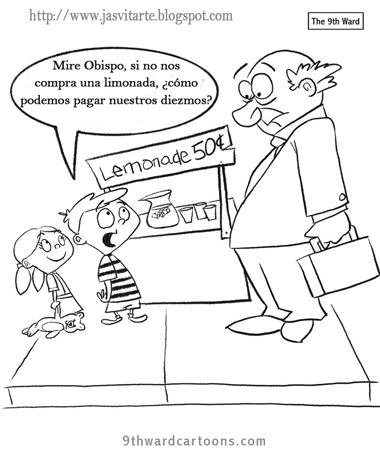 http://www.jasvitarte.blogspot.com
The 9th Ward
Mire Obispo, si no nos
compra una limonada, ¿cómo
podemos pagar nuestros diezmos?
Lemonade 50¢
9thwardcartoons.com